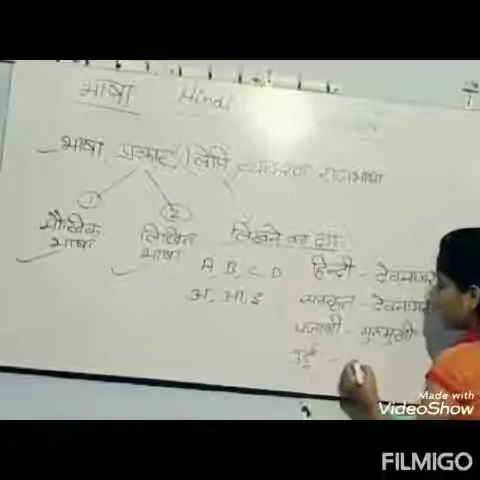 भाषा Hindi
भाषा प्रकार, लिपि व्याकरण राजभाषा
1 2
मौखिक भाषा
लिखित भाषा
लिखने का ढंग
A, B, C, D
अ, आ, इ
हिन्दी - देवनागरी
संस्कृत - देवनागरी
पंजाबी - गुरुमुखी
उर्दू -
Made with
VideoShow
FILMIGO